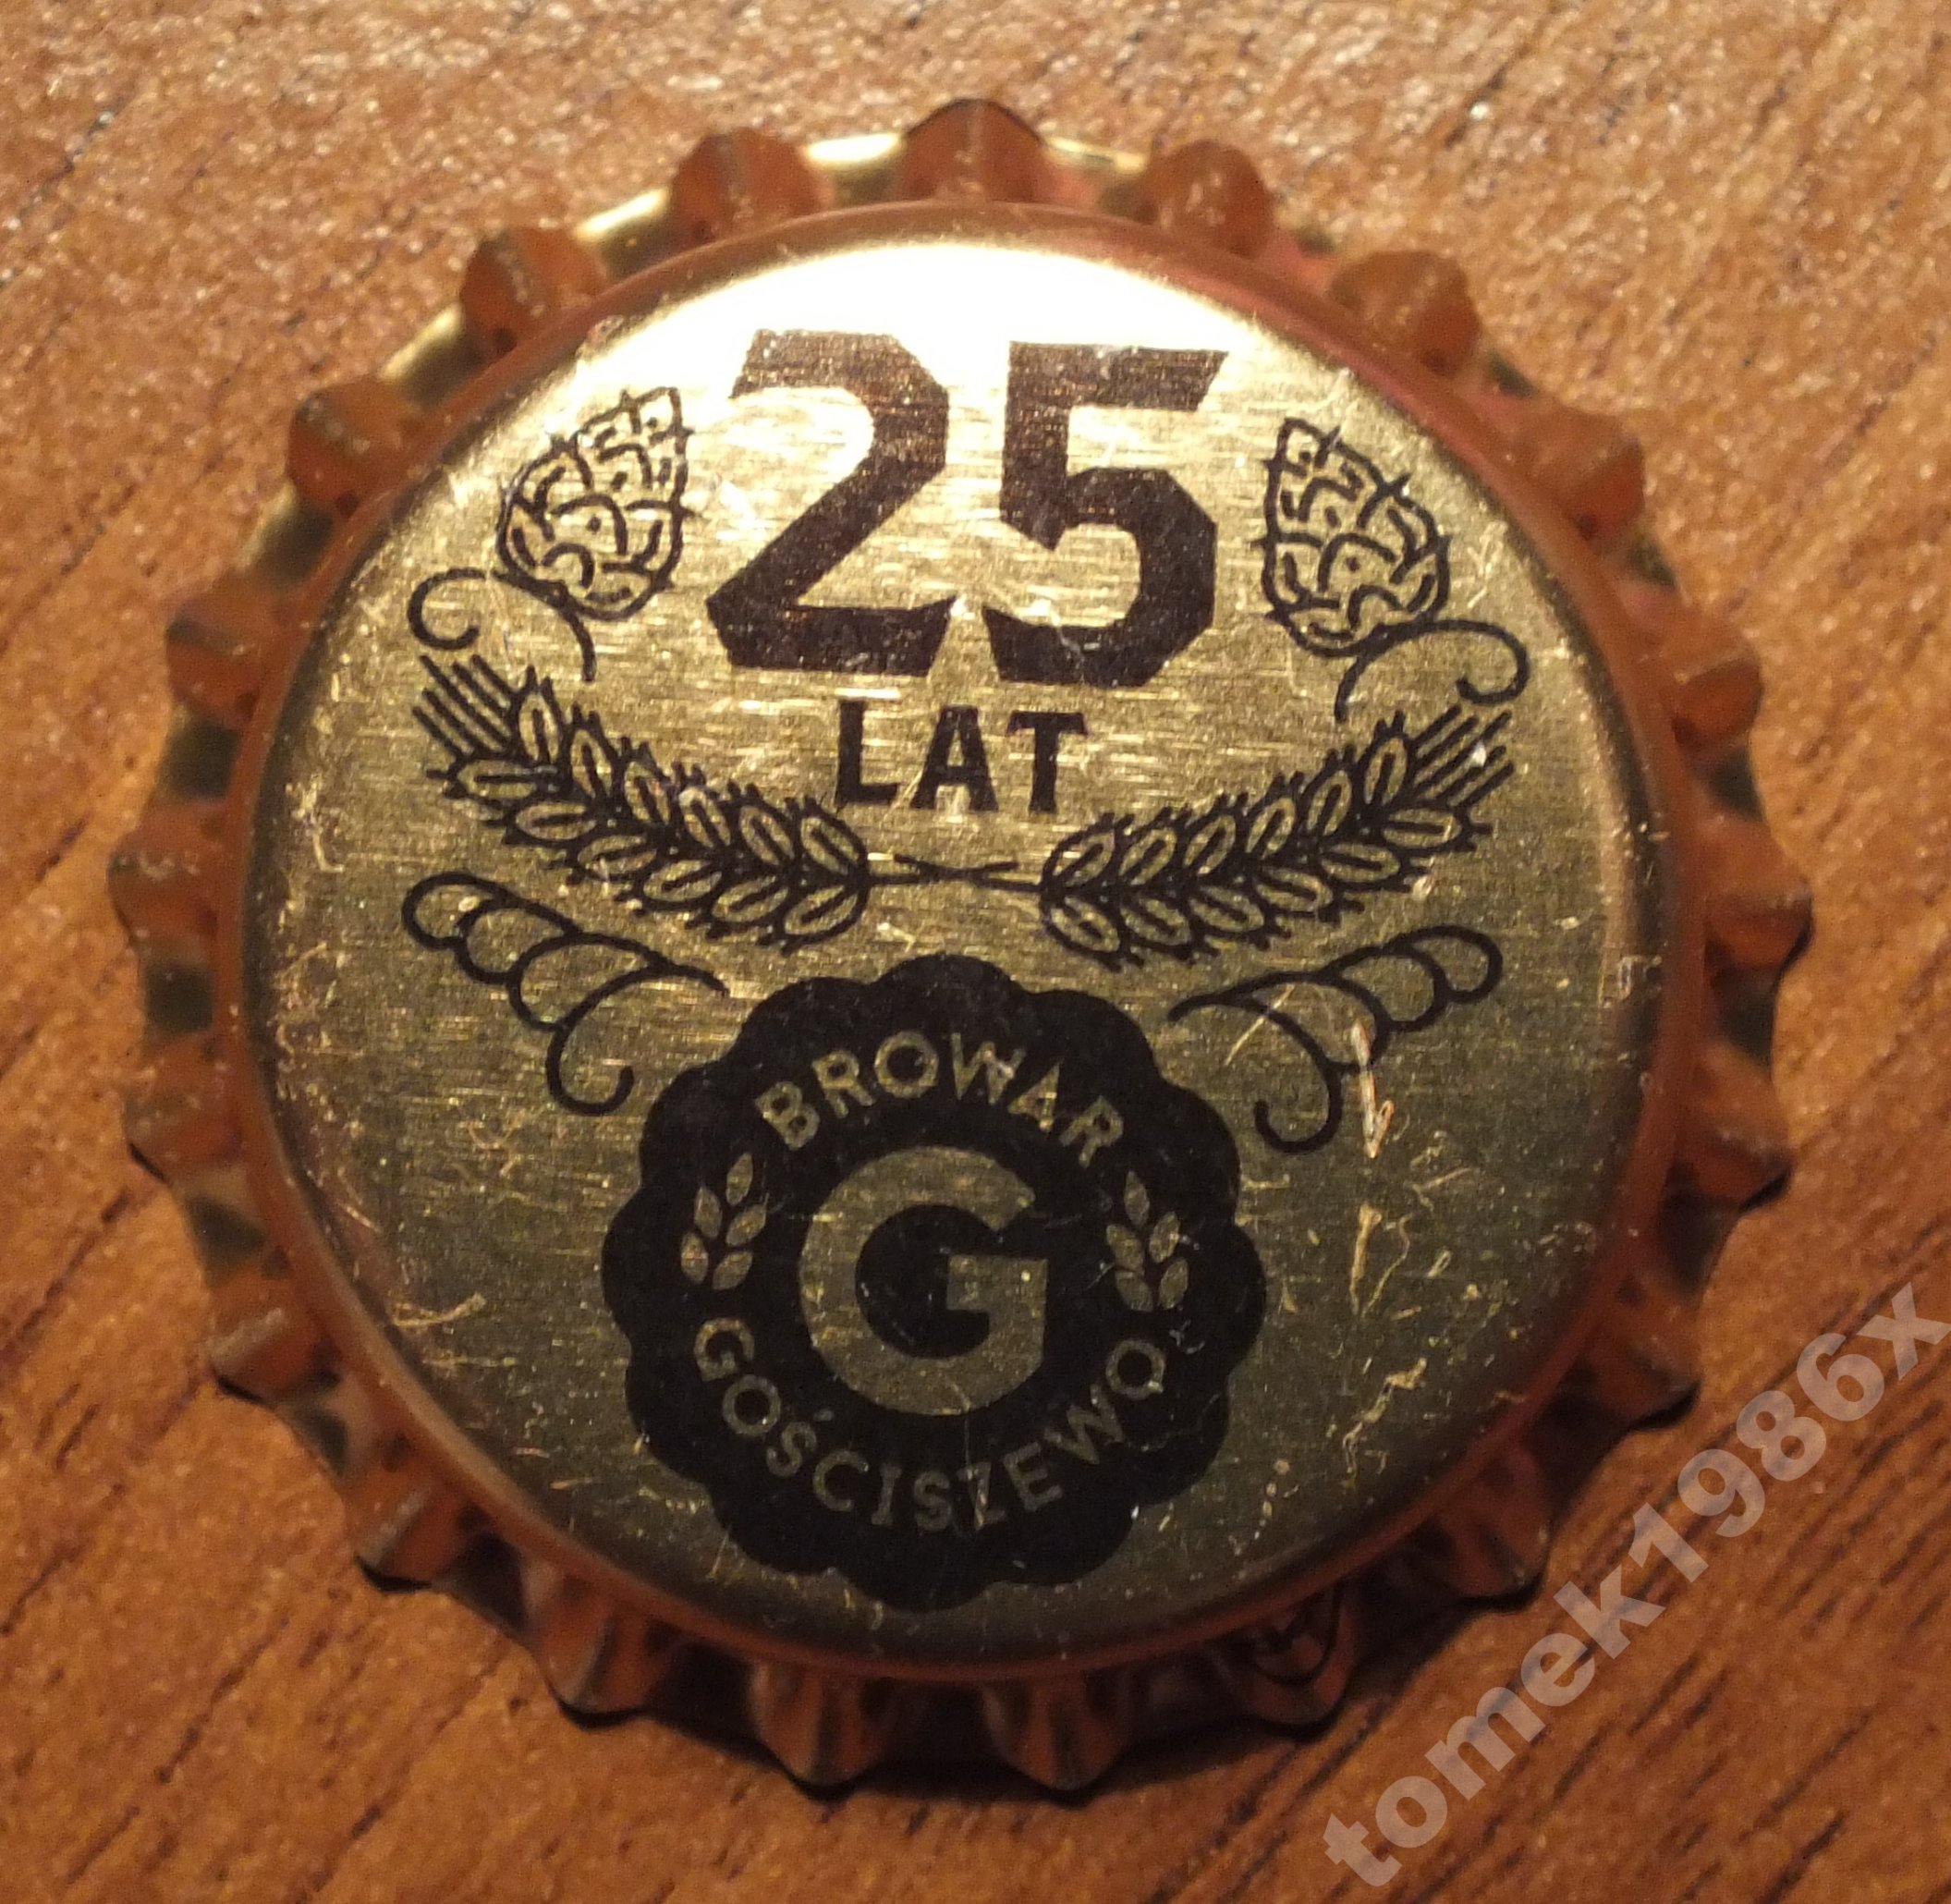 25
LAT
BROWAR
G
GOŚCISZEWO
tomek1986x